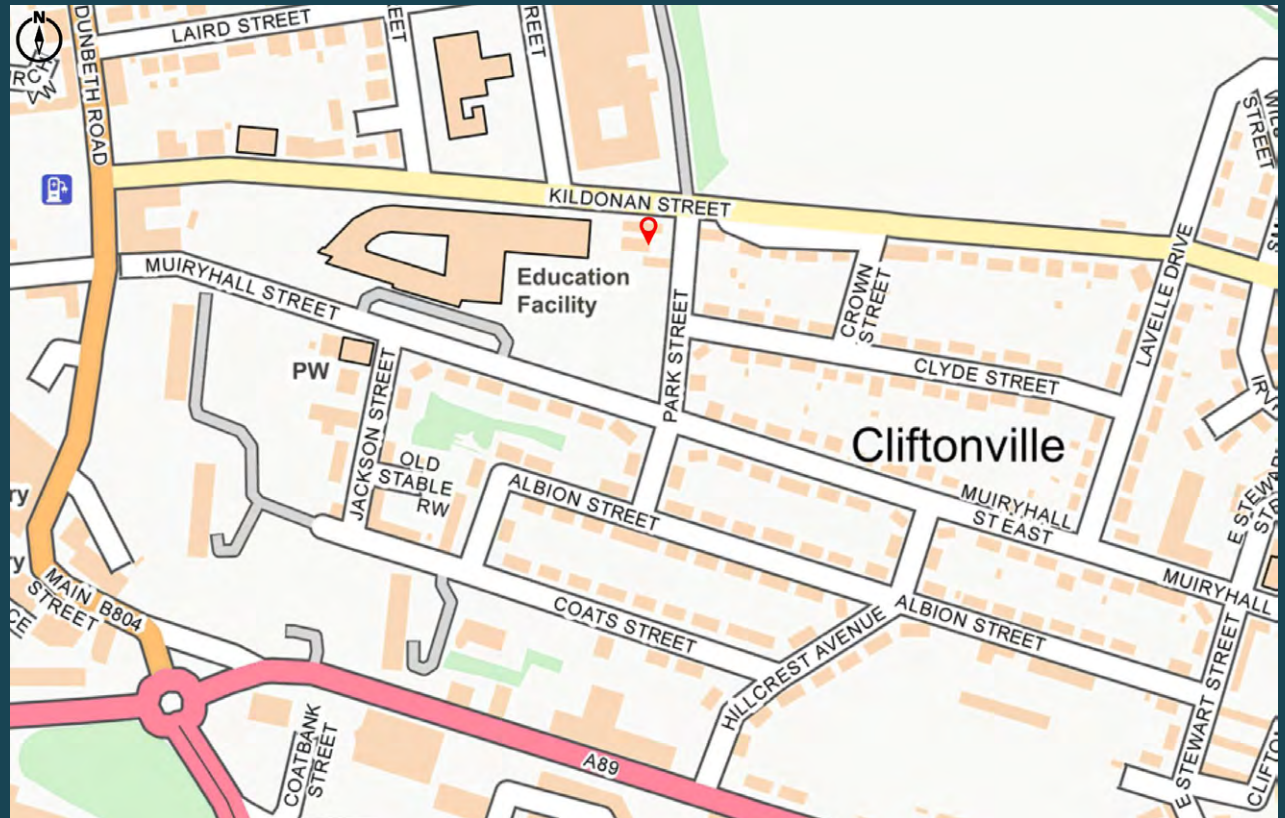 N
LAIRD STREET
DUNBETH ROAD
KILDONAN STREET
STREET
LAVELLE DRIVE
MUIRYHALL STREET
Education
Facility
CROWN
STREET
PARK STREET
CLYDE STREET
PW
JACKSON STREET
Cliftonville
OLD
STABLE
RW
ALBION STREET
MUIRYHALL
ST EAST
MUIRYHALL
MAIN B804
STREET
COATS STREET
HILLCREST AVENUE
ALBION STREET
E STEWART STREET
COATBANK
STREET
A89